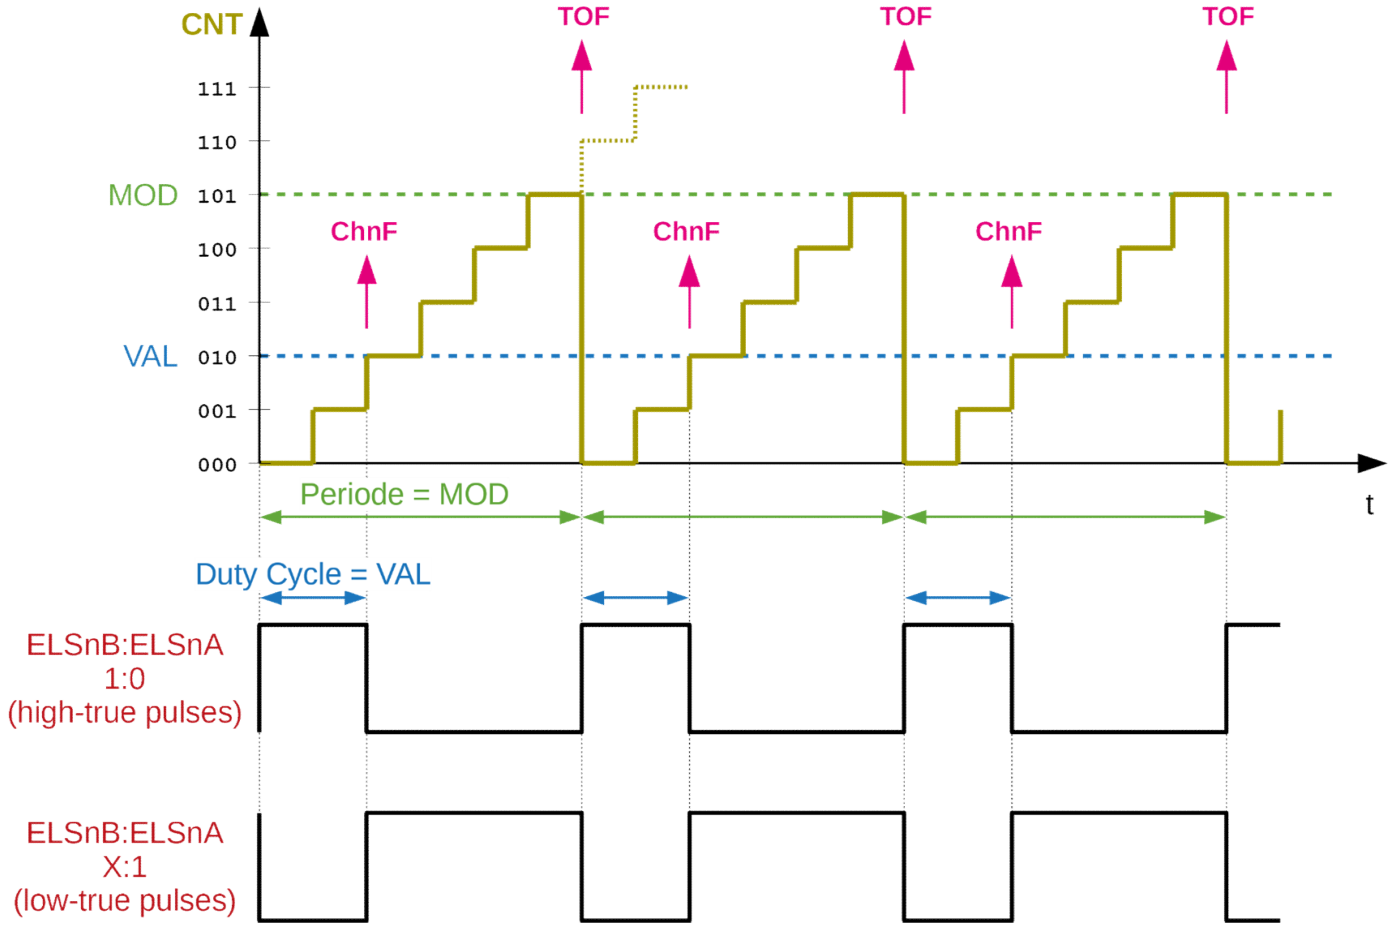 CNT
TOF
TOF
TOF
111
110
MOD
101
ChnF
ChnF
ChnF
100
011
VAL
010
001
000
Periode = MOD
t
Duty Cycle = VAL
ELSnB:ELSnA
1:0
(high-true pulses)
ELSnB:ELSnA
X:1
(low-true pulses)